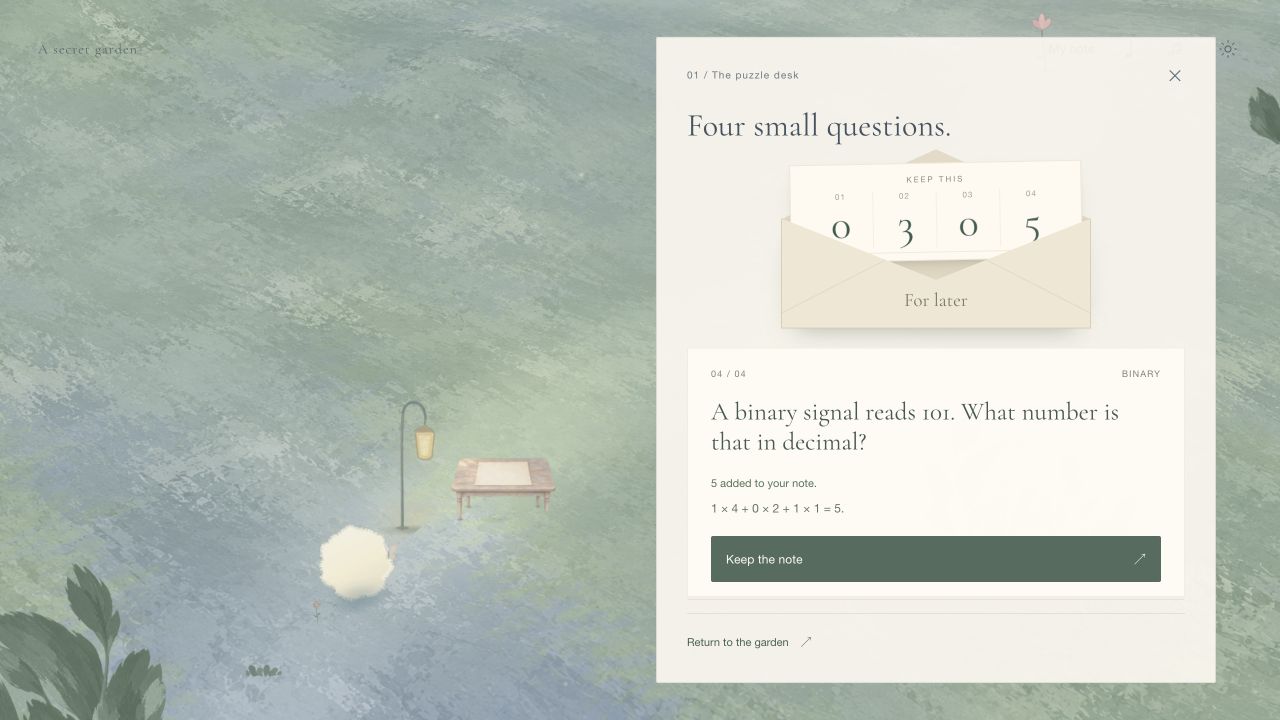 A secret garden
My note
01 / The puzzle desk
Four small questions.
KEEP THIS
01 02 03 04
0 3 0 5
For later
04 / 04 BINARY
A binary signal reads 101. What number is
that in decimal?
5 added to your note.
1 × 4 + 0 × 2 + 1 × 1 = 5.
Keep the note
Return to the garden